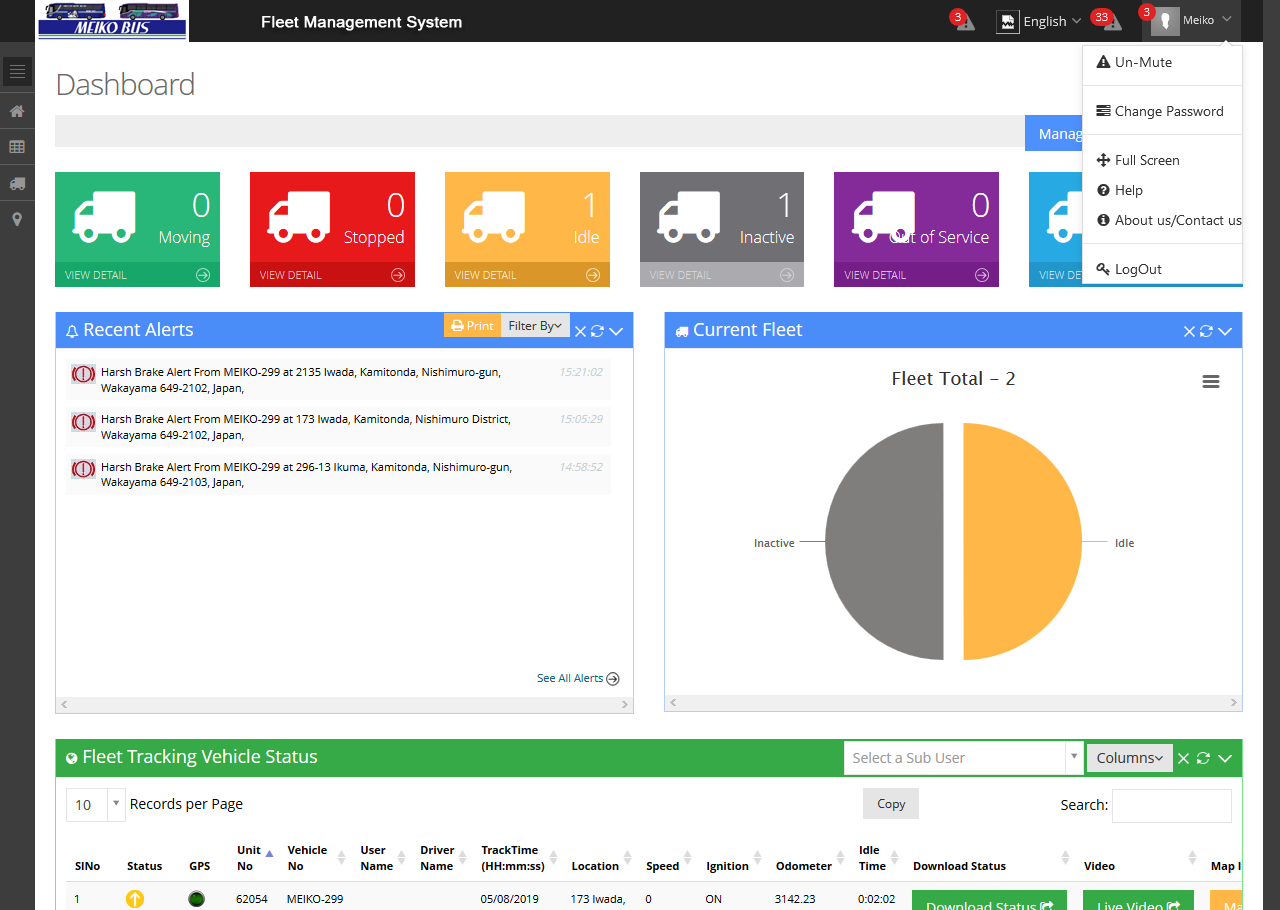 MEIKO BUS
Fleet Management System
3
English
33
3
Meiko
Un-Mute
Change Password
Full Screen
Help
About us/Contact us
LogOut
Dashboard
Manag
0
Moving
VIEW DETAIL
0
Stopped
VIEW DETAIL
1
Idle
VIEW DETAIL
1
Inactive
VIEW DETAIL
0
Out of Service
VIEW DETAIL
VIEW DE
Recent Alerts
Print
Filter By
Harsh Brake Alert From MEIKO-299 at 2135 Iwada, Kamitonda, Nishimuro-gun, 15:21:02
Wakayama 649-2102, Japan,
Harsh Brake Alert From MEIKO-299 at 173 Iwada, Kamitonda, Nishimuro District, 15:05:29
Wakayama 649-2102, Japan,
Harsh Brake Alert From MEIKO-299 at 296-13 Ikuma, Kamitonda, Nishimuro-gun, 14:58:52
Wakayama 649-2103, Japan,
See All Alerts
Current Fleet
Fleet Total - 2
Inactive
Idle
Fleet Tracking Vehicle Status
Select a Sub User
Columns
10 Records per Page
Copy
Search:
SINo Status GPS Unit No Vehicle No User Name Driver Name TrackTime (HH:mm:ss) Location Speed Ignition Odometer Idle Time Download Status Video Map
1 62054 MEIKO-299 05/08/2019 173 Iwada, 0 ON 3142.23 0:02:02 Download Status Live Video Ma